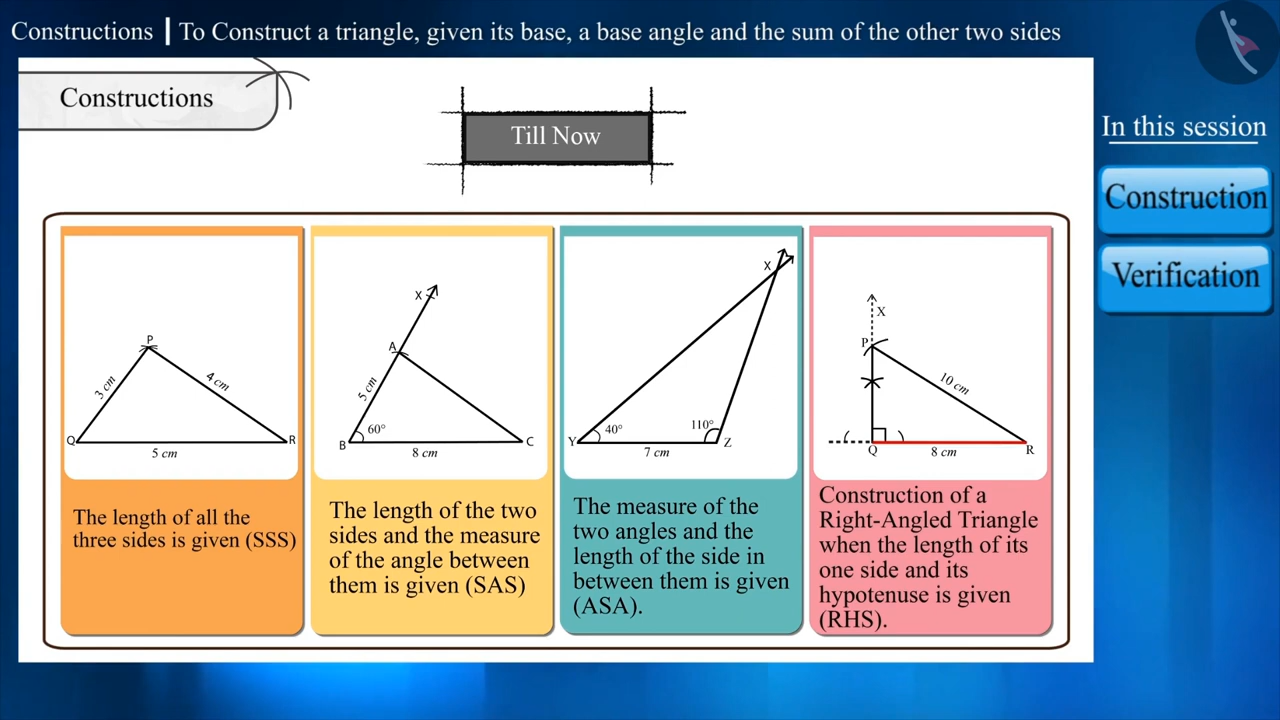 Constructions | To Construct a triangle, given its base, a base angle and the sum of the other two sides
Constructions
Till Now
In this session
Construction
Verification
P
3 cm
4 cm
Q
R
5 cm
The length of all the
three sides is given (SSS)
X
A
5 cm
60°
B
C
8 cm
The length of the two
sides and the measure
of the angle between
them is given (SAS)
X
40°
110°
Y
Z
7 cm
The measure of the
two angles and the
length of the side in
between them is given
(ASA).
X
P
10 cm
Q
8 cm
R
Construction of a
Right-Angled Triangle
when the length of its
one side and its
hypotenuse is given
(RHS).